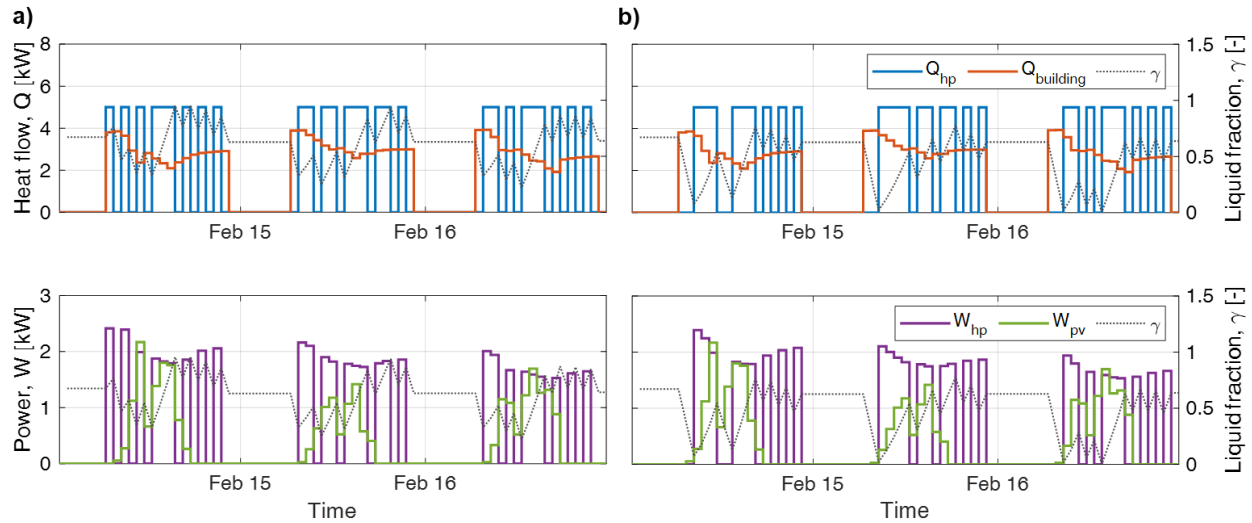 a)
b)
Heat flow, Q [kW]
8
6
4
2
0
Feb 15
Feb 16
Q_hp
Q_building
γ
1.5
1
0.5
0
Liquid fraction, γ [-]
Feb 15
Feb 16
Power, W [kW]
3
2
1
0
Feb 15
Feb 16
Time
W_hp
W_pv
γ
1.5
1
0.5
0
Liquid fraction, γ [-]
Feb 15
Feb 16
Time